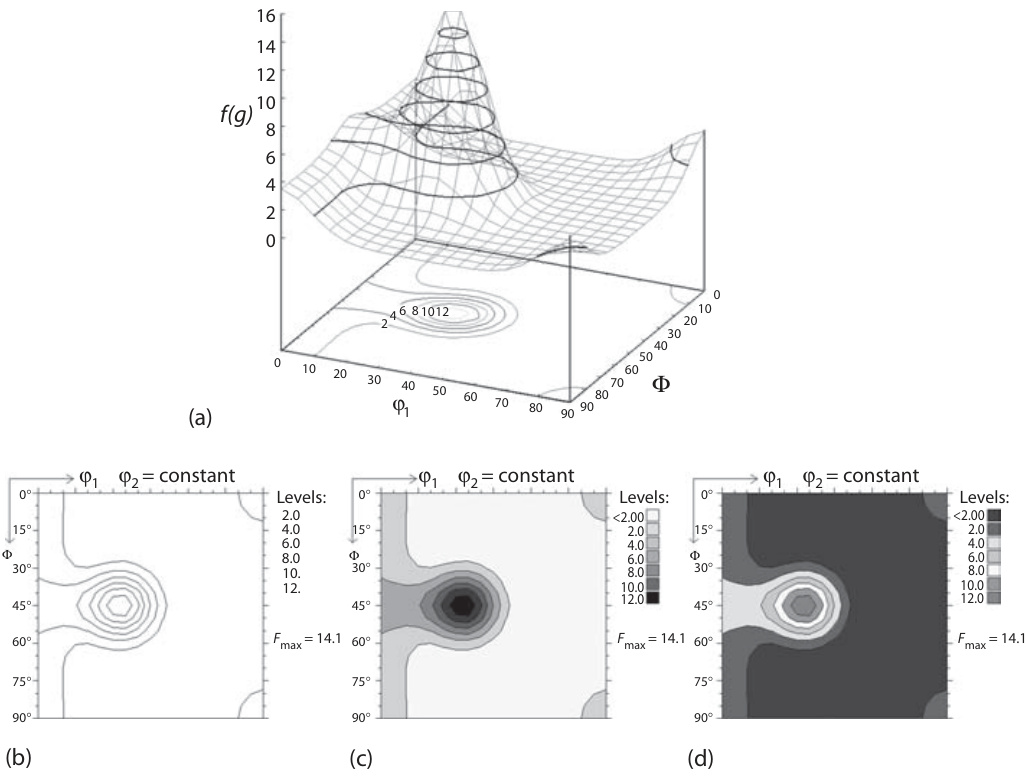 16
14
12
10
8
6
4
2
0
f(g)
2 4 6 8 10 12
0 10 20 30 40 50 60 70 80 90
φ1
90 80 70 60 50 40 30 20 10 0
Φ
(a)
φ1 φ2 = constant
0°
15°
Φ
30°
45°
60°
75°
90°
Levels:
2.0
4.0
6.0
8.0
10.
12.
Fmax = 14.1
(b)
φ1 φ2 = constant
0°
15°
Φ
30°
45°
60°
75°
90°
Levels:
<2.00
2.0
4.0
6.0
8.0
10.0
12.0
Fmax = 14.1
(c)
φ1 φ2 = constant
0°
15°
Φ
30°
45°
60°
75°
90°
Levels:
<2.00
2.0
4.0
6.0
8.0
10.0
12.0
Fmax = 14.1
(d)